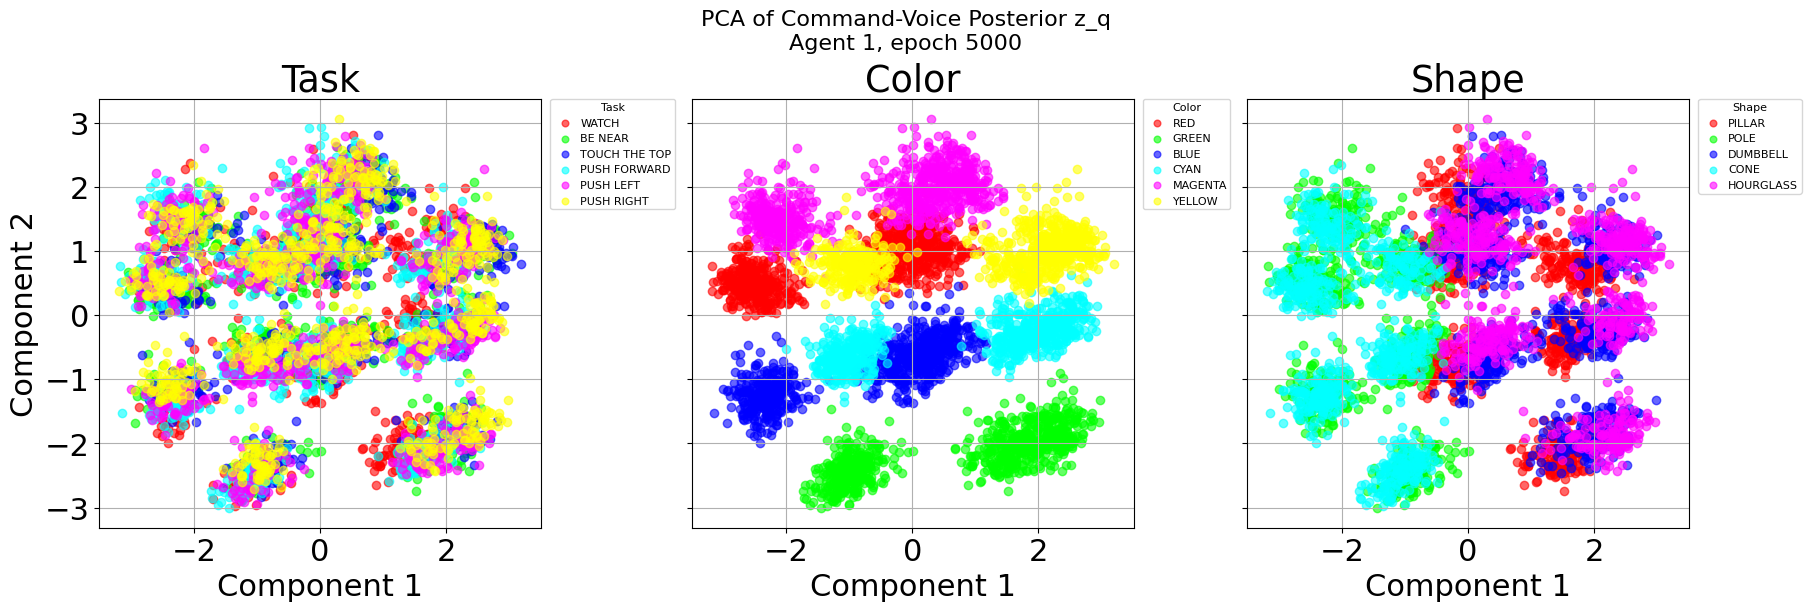 PCA of Command-Voice Posterior z_q
Agent 1, epoch 5000
Task
Component 2
3
2
1
0
−1
−2
−3
−2
0
2
Component 1
Task
WATCH
BE NEAR
TOUCH THE TOP
PUSH FORWARD
PUSH LEFT
PUSH RIGHT
Color
−2
0
2
Component 1
Color
RED
GREEN
BLUE
CYAN
MAGENTA
YELLOW
Shape
−2
0
2
Component 1
Shape
PILLAR
POLE
DUMBBELL
CONE
HOURGLASS